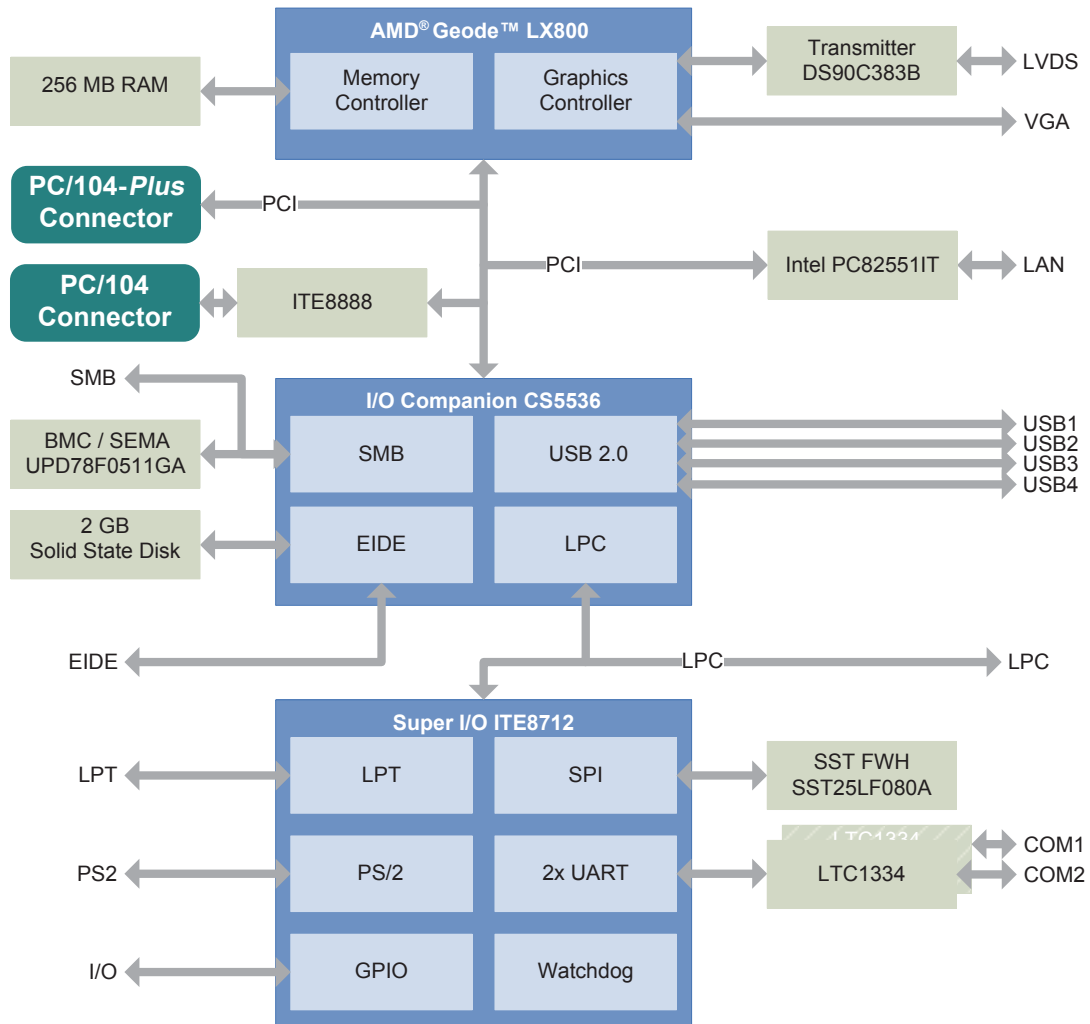 AMD® Geode™ LX800
Memory
Controller
Graphics
Controller
256 MB RAM
Transmitter
DS90C383B
LVDS
VGA
PC/104-Plus
Connector
PCI
PCI
Intel PC82551IT
LAN
PC/104
Connector
ITE8888
SMB
I/O Companion CS5536
BMC / SEMA
UPD78F0511GA
SMB
USB 2.0
USB1
USB2
USB3
USB4
2 GB
Solid State Disk
EIDE
LPC
EIDE
LPC
LPC
Super I/O ITE8712
LPT
LPT
SPI
SST FWH
SST25LF080A
PS2
PS/2
2x UART
LTC1334
LTC1334
COM1
COM2
I/O
GPIO
Watchdog